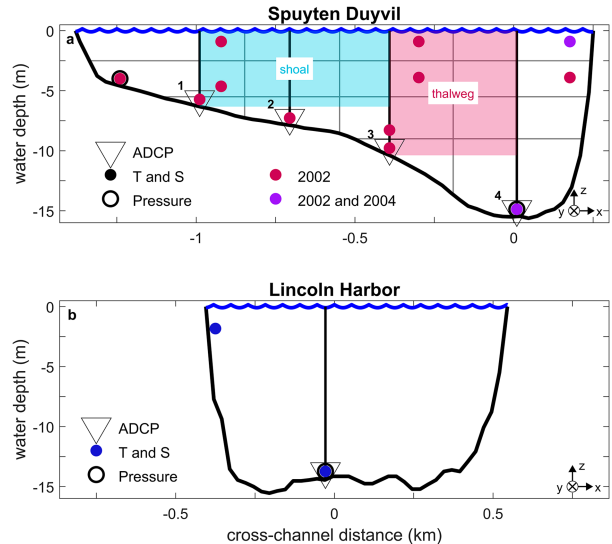 Spuyten Duyvil
a
0
-5
-10
-15
water depth (m)
shoal
thalweg
1
2
3
4
ADCP
T and S
Pressure
2002
2002 and 2004
z
y
x
-1
-0.5
0
Lincoln Harbor
b
0
-5
-10
-15
water depth (m)
ADCP
T and S
Pressure
z
y
x
-0.5
0
0.5
cross-channel distance (km)